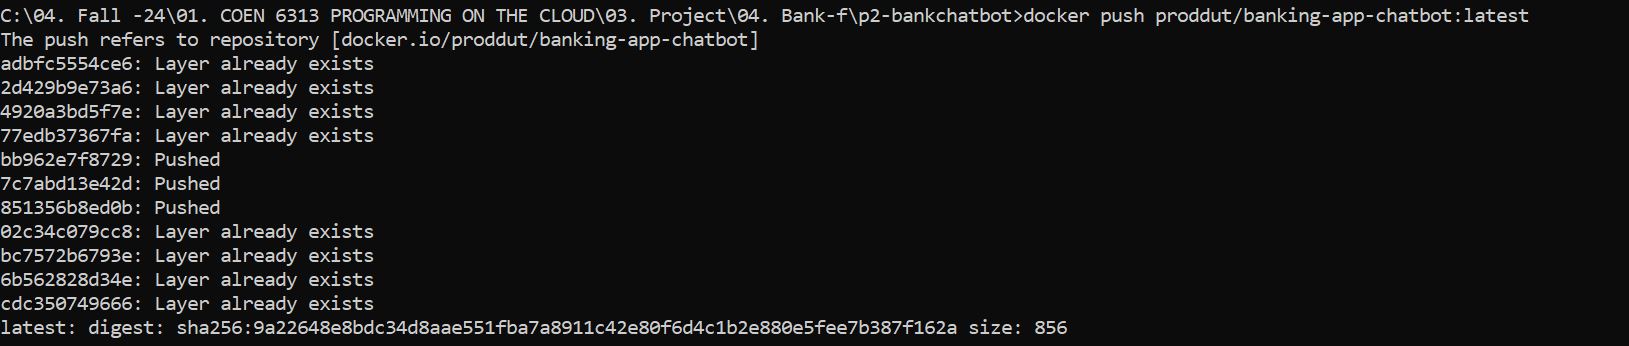 C:\04. Fall -24\01. COEN 6313 PROGRAMMING ON THE CLOUD\03. Project\04. Bank-f\p2-bankchatbot>docker push proddut/banking-app-chatbot:latest
The push refers to repository [docker.io/proddut/banking-app-chatbot]
adbfc5554ce6: Layer already exists
2d429b9e73a6: Layer already exists
4920a3bd5f7e: Layer already exists
77edb37367fa: Layer already exists
bb962e7f8729: Pushed
7c7abd13e42d: Pushed
851356b8ed0b: Pushed
02c34c079cc8: Layer already exists
bc7572b6793e: Layer already exists
6b562828d34e: Layer already exists
cdc350749666: Layer already exists
latest: digest: sha256:9a22648e8bdc34d8aae551fba7a8911c42e80f6d4c1b2e880e5fee7b387f162a size: 856